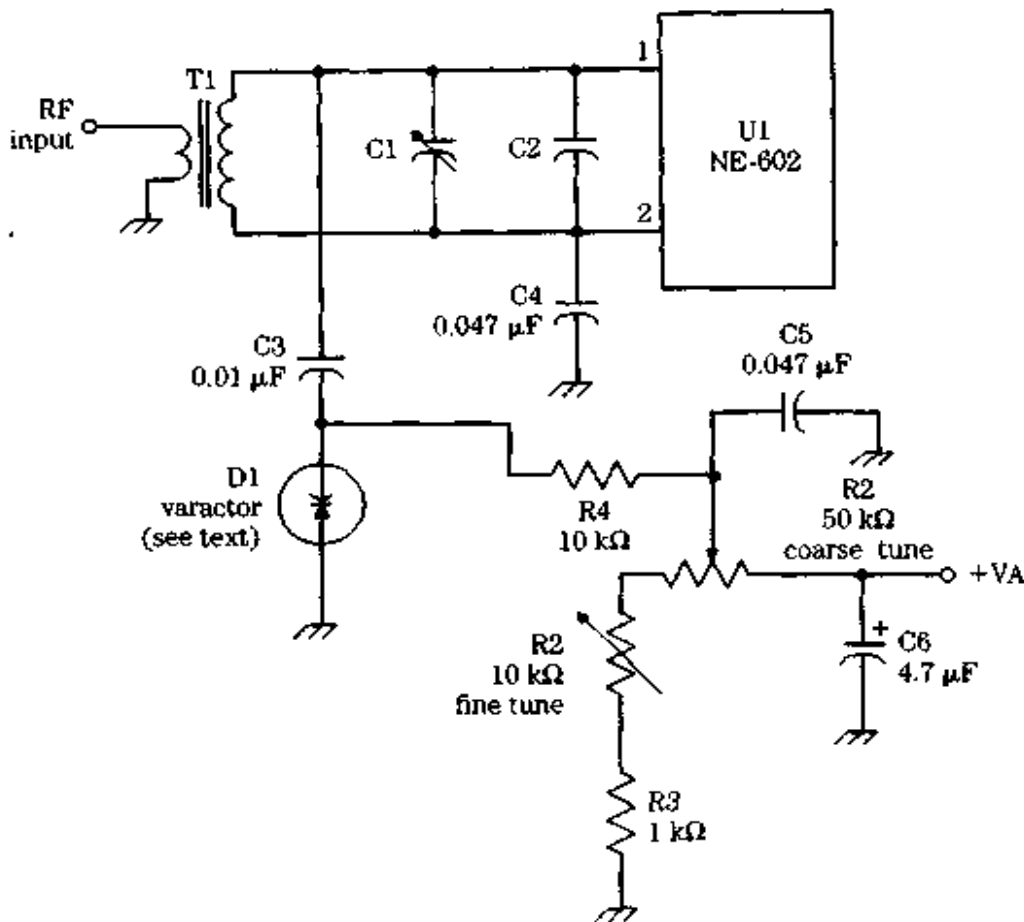 T1
RF
input
C1
C2
1
2
U1
NE-602
C4
0.047 μF
C3
0.01 μF
C5
0.047 μF
D1
varactor
(see text)
R4
10 kΩ
R2
50 kΩ
coarse tune
+VA
R2
10 kΩ
fine tune
+
C6
4.7 μF
R3
1 kΩ